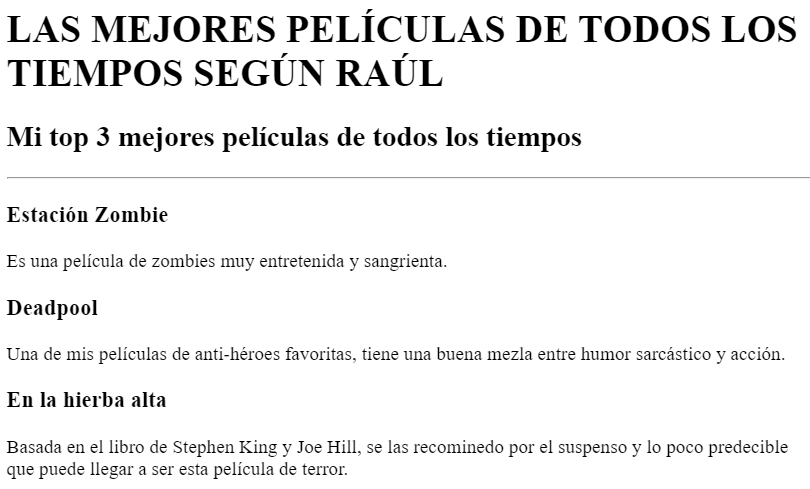 LAS MEJORES PELÍCULAS DE TODOS LOS
TIEMPOS SEGÚN RAÚL
Mi top 3 mejores películas de todos los tiempos
Estación Zombie
Es una película de zombies muy entretenida y sangrienta.
Deadpool
Una de mis películas de anti-héroes favoritas, tiene una buena mezla entre humor sarcástico y acción.
En la hierba alta
Basada en el libro de Stephen King y Joe Hill, se las recominedo por el suspenso y lo poco predecible
que puede llegar a ser esta película de terror.